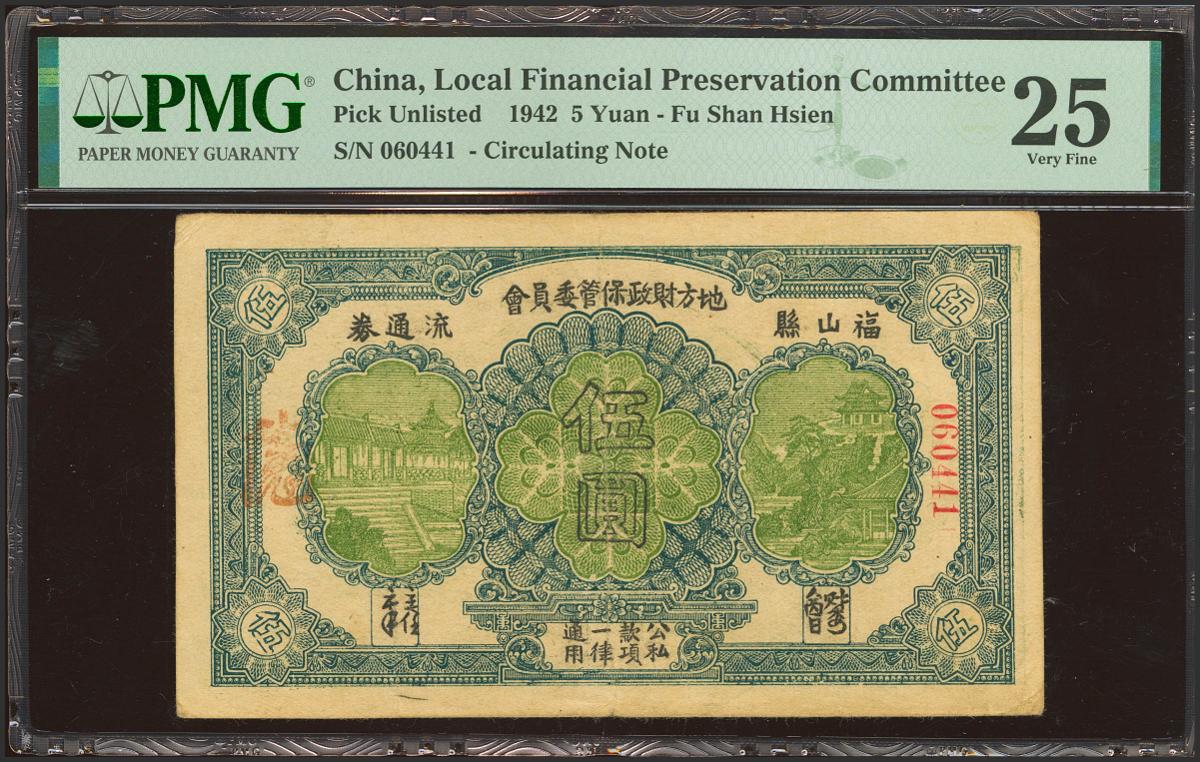 PMG®
PAPER MONEY GUARANTY
China, Local Financial Preservation Committee
Pick Unlisted 1942 5 Yuan - Fu Shan Hsien
S/N 060441 - Circulating Note
25
Very Fine
會員委管保政財方地
縣山福
券通流
伍
伍
伍圓
060441
公私款項一律通用
伍
伍